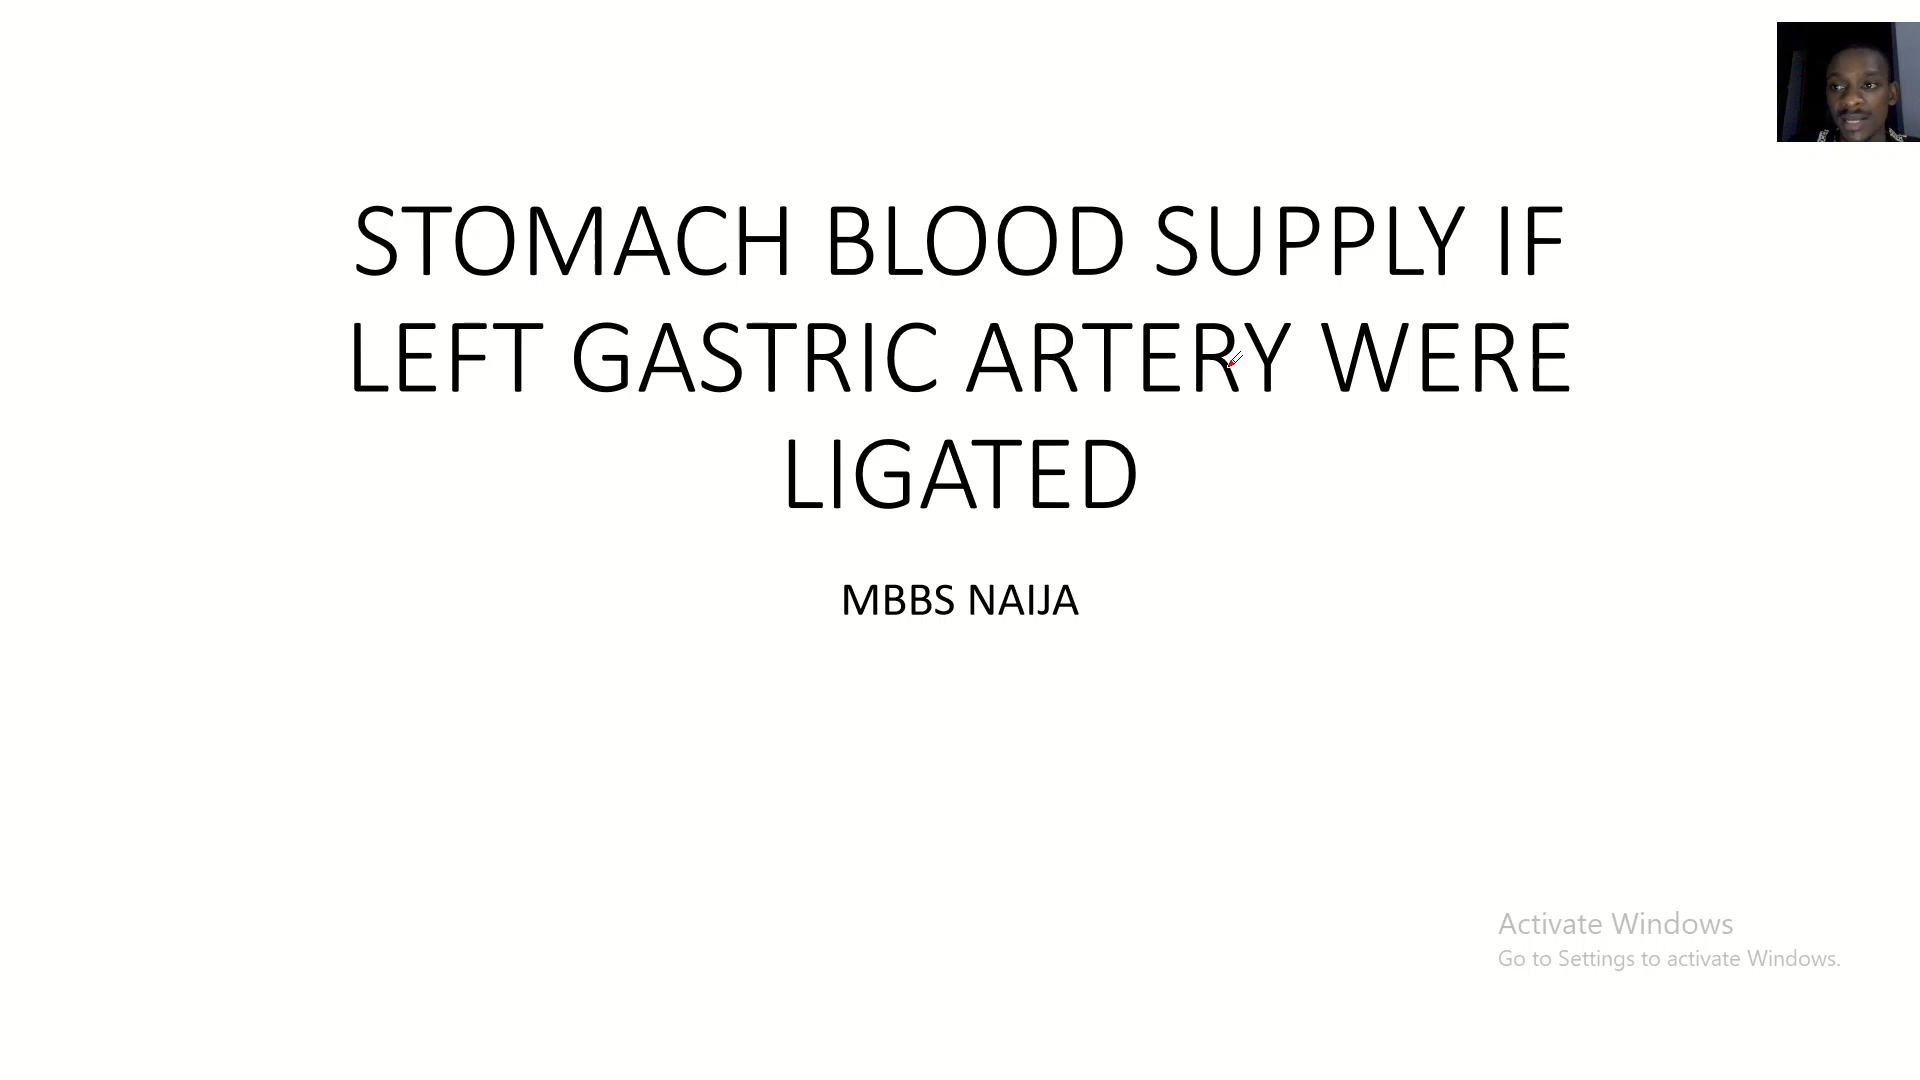 STOMACH BLOOD SUPPLY IF
LEFT GASTRIC ARTERY WERE
LIGATED
MBBS NAIJA
Activate Windows
Go to Settings to activate Windows.